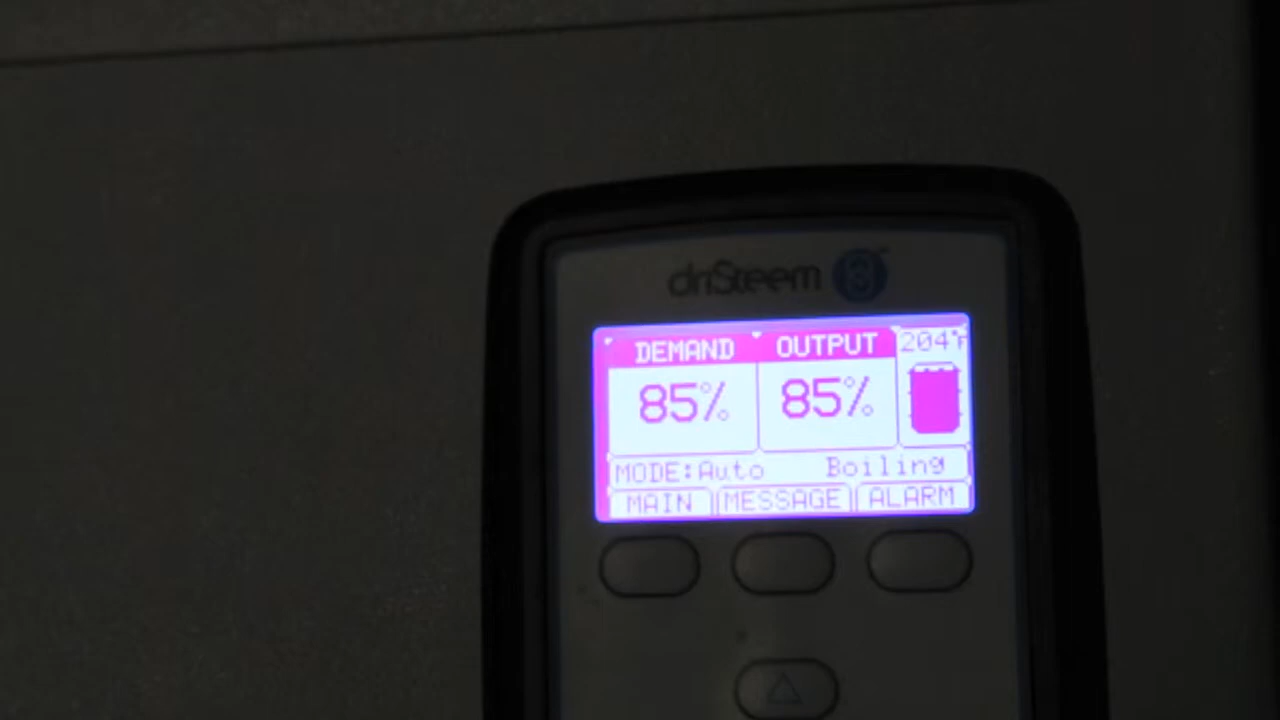 driSteem
DEMAND OUTPUT 204°F
85% 85%
MODE:Auto Boiling
MAIN MESSAGE ALARM